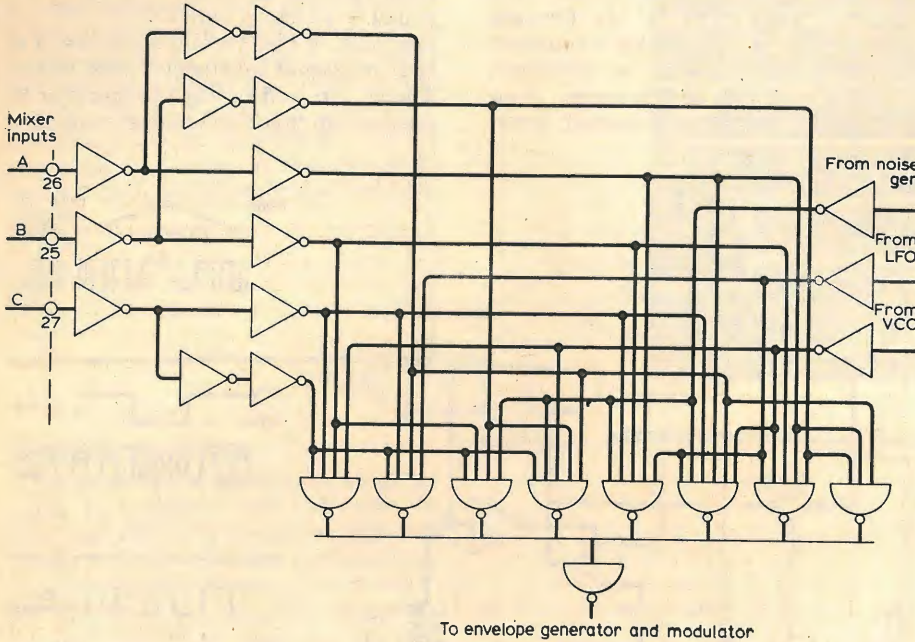 Mixer
inputs
A
26
B
25
C
27
From noise
gen
From
LFO
From
VCO
To envelope generator and modulator